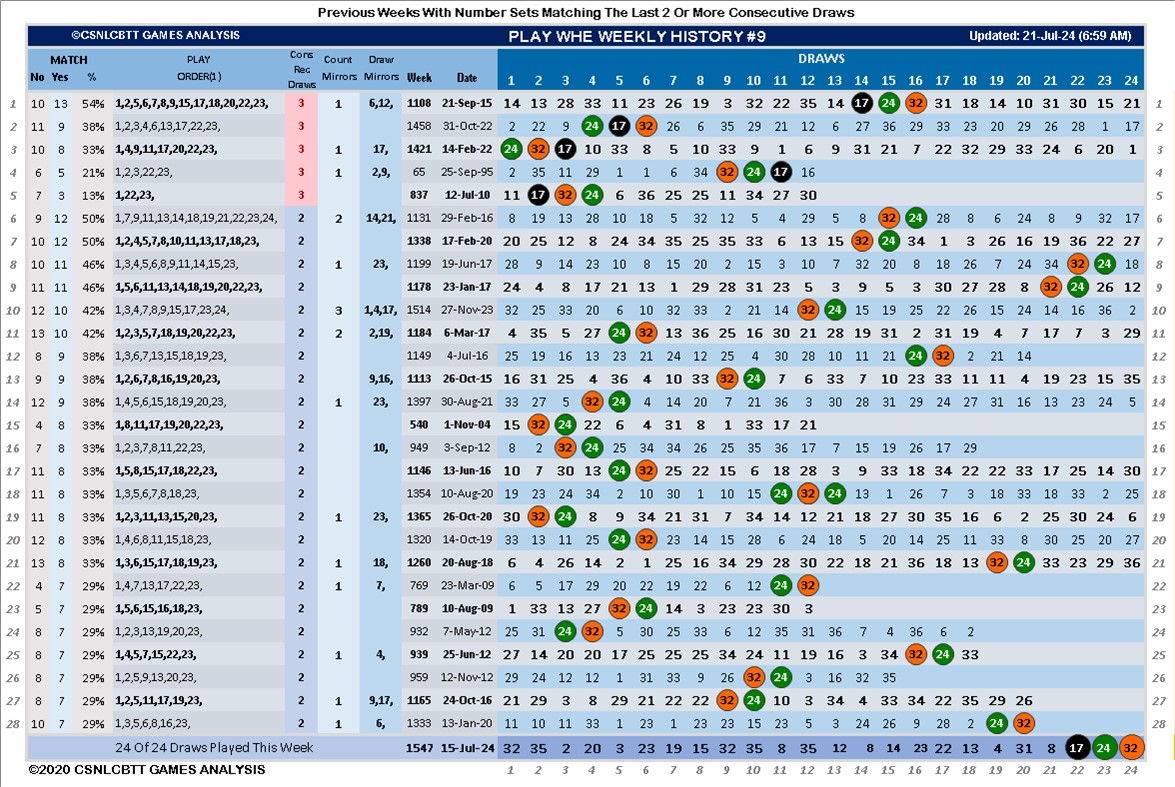 Previous Weeks With Number Sets Matching The Last 2 Or More Consecutive Draws
©CSNLCBTT GAMES ANALYSIS PLAY WHE WEEKLY HISTORY #9 Updated: 21-Jul-24 (6:59 AM)
MATCH PLAY Cons Count Draw DRAWS
No Yes % ORDER(1) Rec Draws Mirrors Mirrors Week Date 1 2 3 4 5 6 7 8 9 10 11 12 13 14 15 16 17 18 19 20 21 22 23 24
1 10 13 54% 1,2,5,6,7,8,9,15,17,18,20,22,23, 3 1 6,12, 1108 21-Sep-15 14 13 28 33 11 23 26 19 3 32 22 35 14 17 24 32 31 18 14 10 31 30 15 21 1
2 11 9 38% 1,2,3,4,6,13,17,22,23, 3 1458 31-Oct-22 2 22 9 24 17 32 26 6 35 29 21 12 6 27 36 29 33 23 20 29 26 28 1 17 2
3 10 8 33% 1,4,9,11,17,20,22,23, 3 1 17, 1421 14-Feb-22 24 32 17 10 33 8 5 10 33 9 1 6 9 4 31 21 7 22 32 29 33 24 6 20 1 3
4 6 5 21% 1,2,3,22,23, 3 1 2,9, 65 25-Sep-95 2 35 11 29 1 1 6 34 32 24 17 16 4
5 7 3 13% 1,22,23, 3 837 12-Jul-10 11 17 32 24 6 36 25 25 11 34 27 30 5
6 9 12 50% 1,7,9,11,13,14,18,19,21,22,23,24, 2 2 14,21, 1131 29-Feb-16 8 19 13 28 10 18 5 32 12 5 4 29 5 8 32 24 28 8 6 24 8 9 32 17 6
7 10 12 50% 1,2,4,5,7,8,10,11,13,17,18,23, 2 1338 17-Feb-20 20 25 12 8 24 34 35 25 35 33 6 13 15 32 24 34 1 3 26 16 19 36 22 27 7
8 10 11 46% 1,3,4,5,6,8,9,11,14,15,23, 2 1 23, 1199 19-Jun-17 28 9 14 23 10 8 15 20 2 15 3 10 7 32 20 8 18 26 7 24 34 32 24 18 8
9 11 11 46% 1,5,6,11,13,14,18,19,20,22,23, 2 1178 23-Jan-17 24 4 8 17 21 13 1 29 28 31 23 5 3 9 5 3 30 27 28 8 32 24 26 12 9
10 12 10 42% 1,3,4,7,8,9,15,17,23,24, 2 3 1,4,17, 1514 27-Nov-23 32 25 33 20 6 10 32 33 2 21 14 32 24 15 19 25 22 26 15 24 14 16 36 2 10
11 13 10 42% 1,2,3,5,7,18,19,20,22,23, 2 2 2,19, 1184 6-Mar-17 4 35 5 27 24 32 13 36 25 16 30 21 28 19 31 2 31 19 4 7 17 7 3 29 11
12 8 9 38% 1,3,6,7,13,15,18,19,23, 2 1149 4-Jul-16 25 19 16 13 23 21 24 12 25 4 30 28 10 11 21 24 32 2 21 14 12
13 9 9 38% 1,2,6,7,8,16,19,20,23, 2 9,16, 1113 26-Oct-15 16 31 25 4 36 4 10 33 32 24 7 6 33 7 10 23 33 11 11 4 19 23 15 35 13
14 12 9 38% 1,4,5,6,15,18,19,20,23, 2 1 23, 1397 30-Aug-21 33 27 5 32 24 4 14 20 7 21 36 3 30 28 31 29 24 27 31 16 13 23 24 5 14
15 4 8 33% 1,8,11,17,19,20,22,23, 2 540 1-Nov-04 15 32 24 22 6 4 31 8 1 33 17 21 15
16 7 8 33% 1,2,3,7,8,11,22,23, 2 10, 949 3-Sep-12 8 2 32 24 25 34 34 26 25 35 36 17 7 15 19 17 29 16
17 11 8 33% 1,5,8,15,17,18,22,23, 2 1146 13-Jun-16 10 7 30 13 24 32 25 22 15 6 18 28 3 9 33 18 34 22 22 33 17 25 14 30 17
18 11 8 33% 1,3,5,6,7,8,18,23, 2 1354 10-Aug-20 19 23 24 34 2 10 30 1 10 15 24 32 24 13 1 26 7 3 18 33 18 33 2 25 18
19 11 8 33% 1,2,3,11,13,15,20,23, 2 1 23, 1365 26-Oct-20 30 32 24 8 9 34 21 31 7 34 14 12 21 18 27 30 35 16 6 2 25 30 24 6 19
20 12 8 33% 1,4,6,8,11,15,18,23, 2 1320 14-Oct-19 33 13 11 25 24 32 23 14 15 28 6 24 18 5 20 14 25 11 33 8 30 25 20 27 20
21 13 8 33% 1,3,6,15,17,18,19,23, 2 1 18, 1260 20-Aug-18 6 4 26 14 2 1 25 16 34 29 28 30 22 18 21 36 18 13 32 24 33 23 29 36 21
22 4 7 29% 1,4,7,13,17,22,23, 2 1 7, 769 23-Mar-09 6 5 17 29 20 22 19 22 6 12 24 32 22
23 5 7 29% 1,5,6,15,16,18,23, 2 789 10-Aug-09 1 33 13 27 32 24 14 3 23 23 30 3 23
24 8 7 29% 1,2,3,13,19,20,23, 2 932 7-May-12 25 31 24 32 5 30 25 33 6 12 35 31 36 7 4 36 6 2 24
25 8 7 29% 1,4,5,7,15,22,23, 2 1 4, 939 25-Jun-12 27 14 20 20 17 25 25 25 34 24 11 19 16 3 34 32 24 33 25
26 8 7 29% 1,2,5,9,13,20,23, 2 959 12-Nov-12 29 24 12 12 1 31 33 9 26 32 24 3 16 32 35 26
27 10 7 29% 1,2,5,11,17,19,23, 2 1 9,17, 1165 24-Oct-16 21 29 3 8 29 21 22 22 32 24 10 3 34 4 33 34 22 35 29 26 27
28 10 7 29% 1,3,5,6,8,16,23, 2 1 6, 1333 13-Jan-20 11 10 11 33 1 23 1 23 23 15 23 5 3 24 26 9 28 2 24 32 28
24 Of 24 Draws Played This Week 1547 15-Jul-24 32 35 2 20 3 23 19 15 32 35 8 35 12 8 14 23 22 13 4 31 8 17 24 32
©2020 CSNLCBTT GAMES ANALYSIS 1 2 3 4 5 6 7 8 9 10 11 12 13 14 15 16 17 18 19 20 21 22 23 24